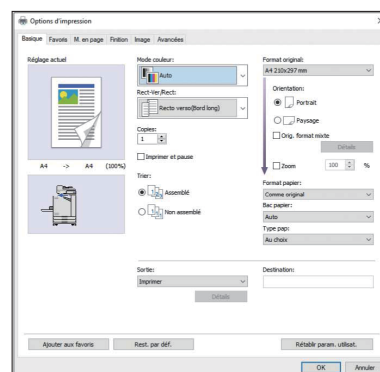 Options d'impression
Basique Favoris M. en page Finition Image Avancées
Réglage actuel
A4 -> A4 (100%)
Mode couleur:
Auto
Rect-Ver/Rect:
Recto verso(Bord long)
Copies:
1
Imprimer et pause
Trier:
Assemblé
Non assemblé
Sortie:
Imprimer
Détails
Format original:
A4 210x297 mm
Orientation:
Portrait
Paysage
Orig. format mixte
Détails
Zoom 100 %
Format papier:
Comme original
Bac papier:
Auto
Type pap:
Au choix
Destination:
Ajouter aux favoris Rest. par déf. Rétablir param. utilisat.
OK Annuler